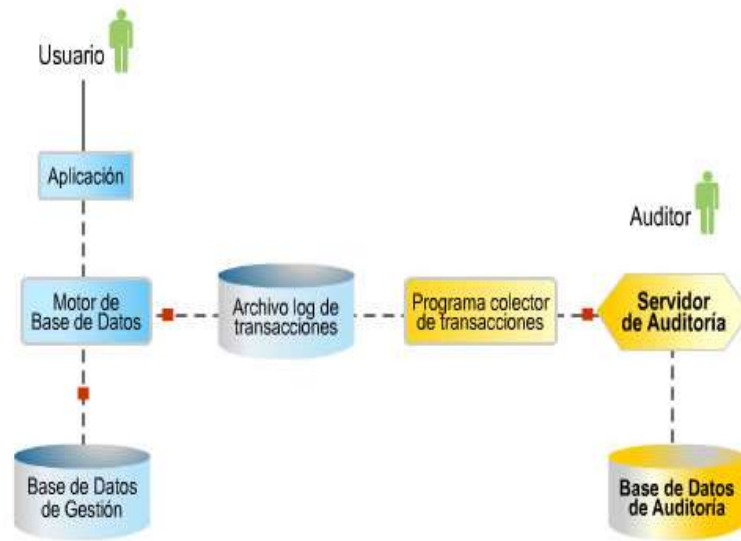 Usuario
Aplicación
Auditor
Motor de
Base de Datos
Archivo log de
transacciones
Programa colector
de transacciones
Servidor
de Auditoría
Base de Datos
de Gestión
Base de Datos
de Auditoría